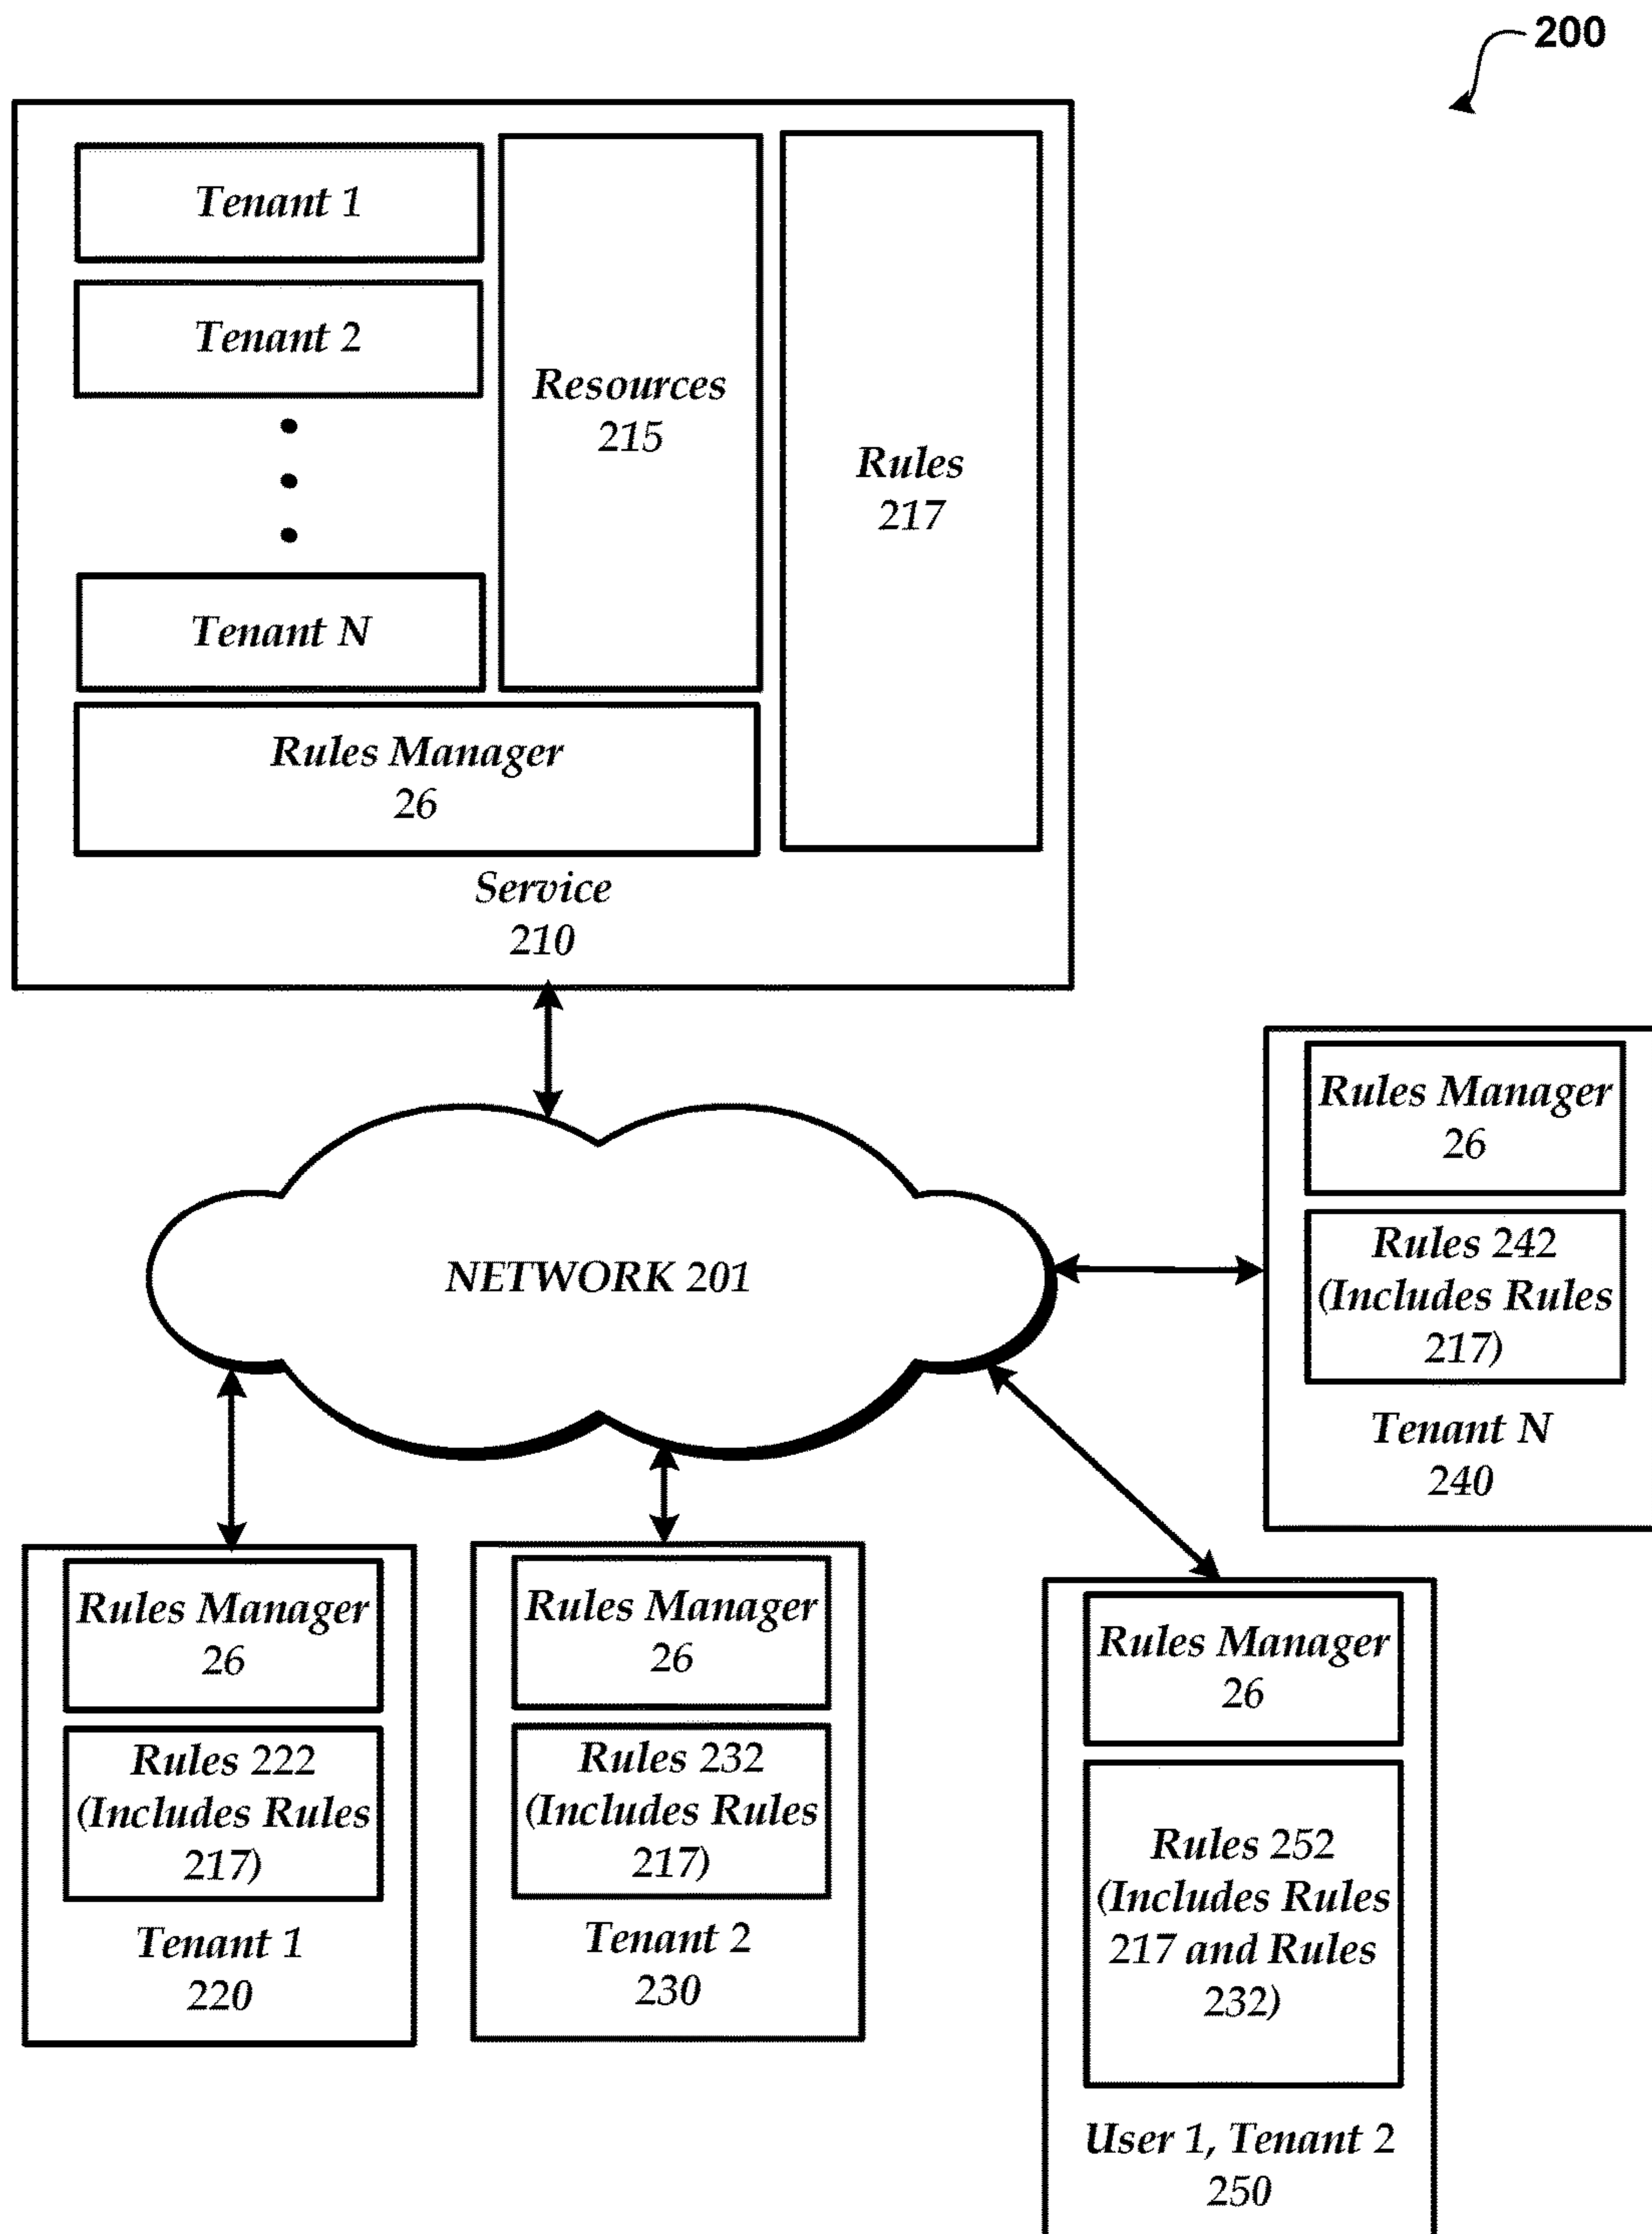 200
Tenant 1
Tenant 2
Resources
215
Rules
217
Tenant N
Rules Manager
26
Service
210
NETWORK 201
Rules Manager
26
Rules 242
(Includes Rules
217)
Tenant N
240
Rules Manager
26
Rules 222
(Includes Rules
217)
Tenant 1
220
Rules Manager
26
Rules 232
(Includes Rules
217)
Tenant 2
230
Rules Manager
26
Rules 252
(Includes Rules
217 and Rules
232)
User 1, Tenant 2
250